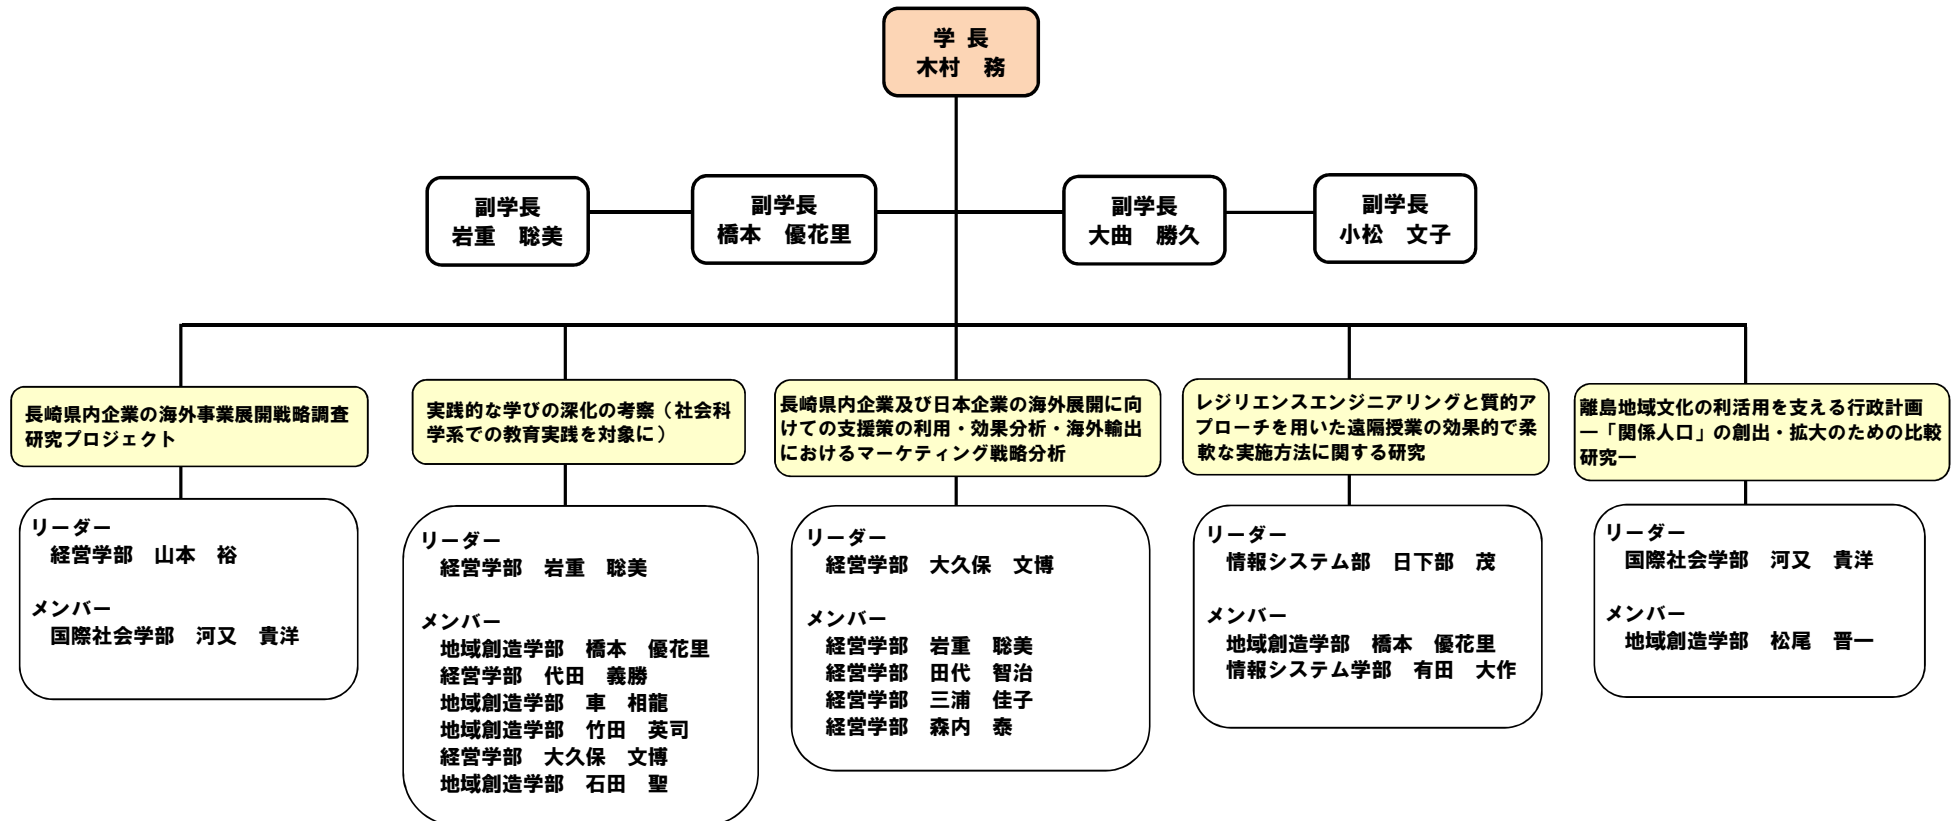 学 長
木村　務
副学長
岩重　聡美
副学長
橋本　優花里
副学長
大曲　勝久
副学長
小松　文子
長崎県内企業の海外事業展開戦略調査
研究プロジェクト
リーダー
経営学部　山本　裕
メンバー
国際社会学部　河又　貴洋
実践的な学びの深化の考察（社会科
学系での教育実践を対象に）
リーダー
経営学部　岩重　聡美
メンバー
地域創造学部　橋本　優花里
経営学部　代田　義勝
地域創造学部　車　相龍
地域創造学部　竹田　英司
経営学部　大久保　文博
地域創造学部　石田　聖
長崎県内企業及び日本企業の海外展開に向
けての支援策の利用・効果分析・海外輸出
におけるマーケティング戦略分析
リーダー
経営学部　大久保　文博
メンバー
経営学部　岩重　聡美
経営学部　田代　智治
経営学部　三浦　佳子
経営学部　森内　泰
レジリエンスエンジニアリングと質的ア
プローチを用いた遠隔授業の効果的で柔
軟な実施方法に関する研究
リーダー
情報システム部　日下部　茂
メンバー
地域創造学部　橋本　優花里
情報システム学部　有田　大作
離島地域文化の利活用を支える行政計画
―「関係人口」の創出・拡大のための比較
研究―
リーダー
国際社会学部　河又　貴洋
メンバー
地域創造学部　松尾　晋一